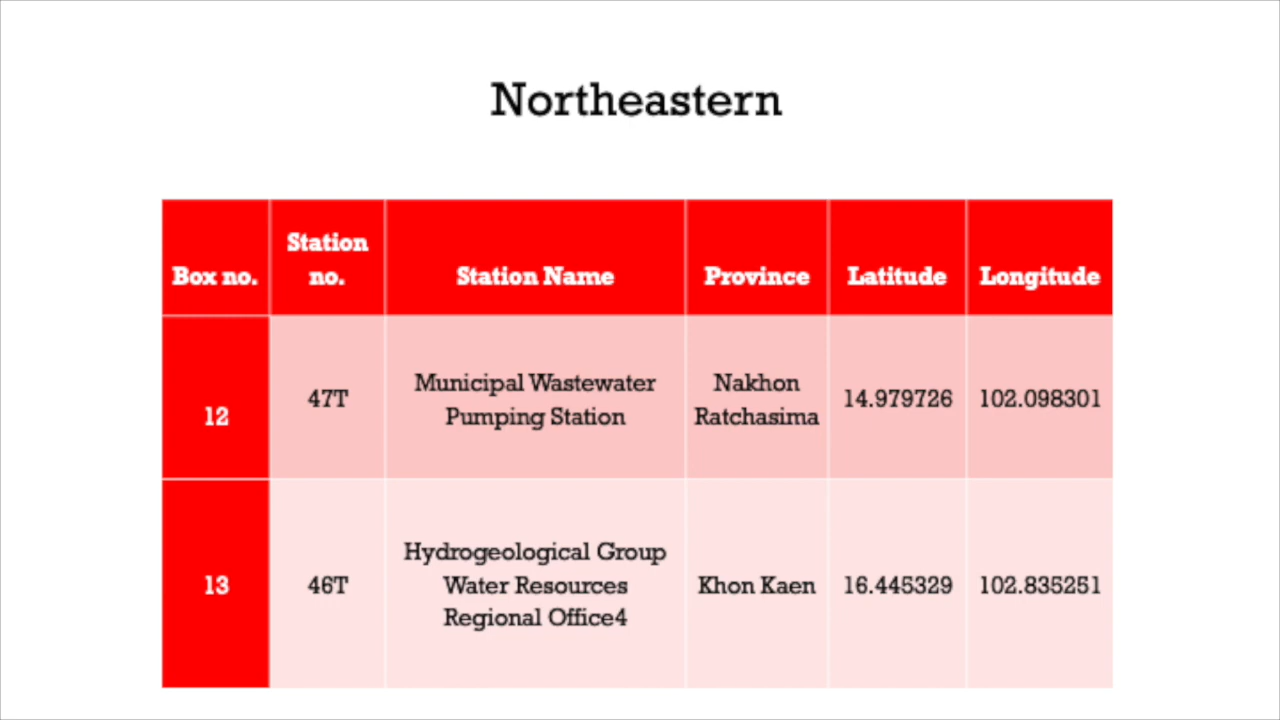 Northeastern
Box no.
Station
no.
Station Name
Province
Latitude
Longitude
12
47T
Municipal Wastewater
Pumping Station
Nakhon
Ratchasima
14.979726
102.098301
13
46T
Hydrogeological Group
Water Resources
Regional Office4
Khon Kaen
16.445329
102.835251